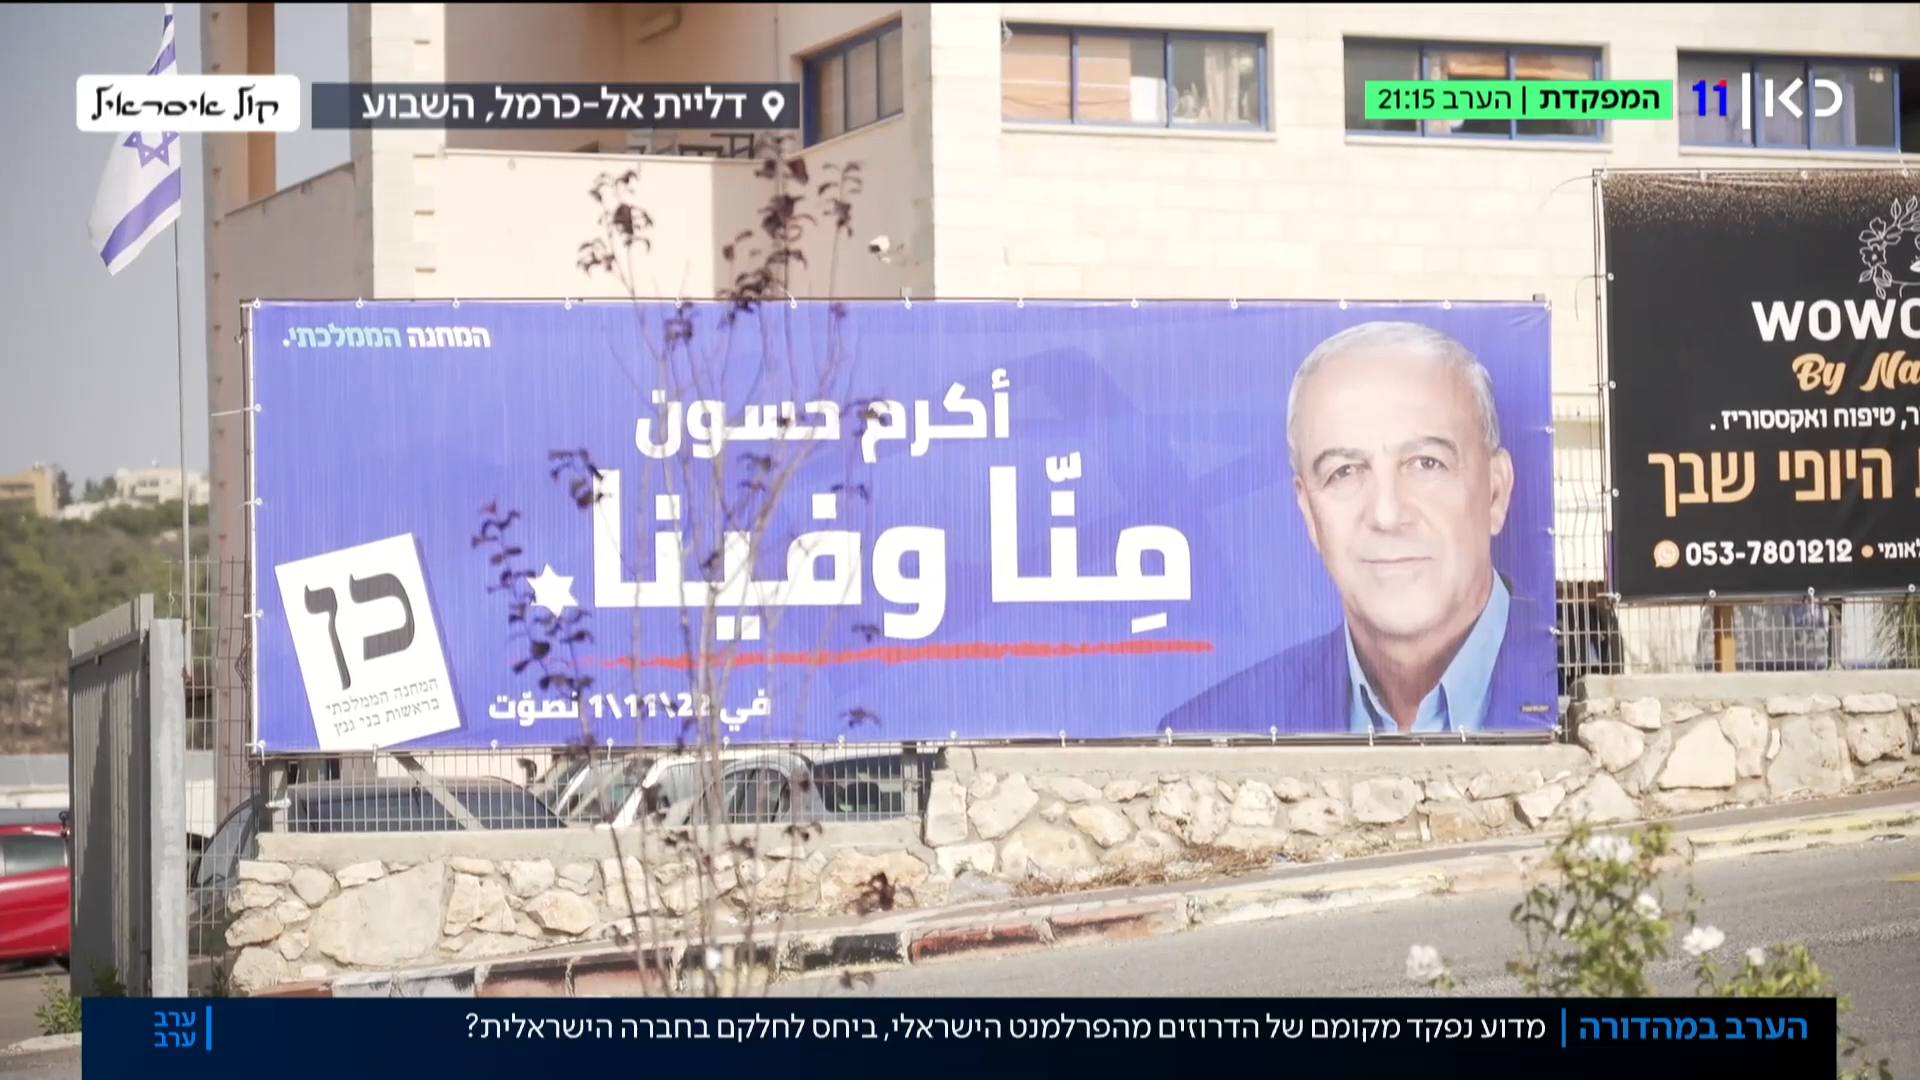 קול ישראל
דליית אל-כרמל, השבוע
המפקדת | הערב 21:15
כאן | 11
המחנה הממלכתי.
أكرم حسون
مِنّا وفينا
في 22\11\1 نصوّت
כן
המחנה הממלכתי
בראשות בני גנץ
WOWO
By Na
טיפוח ואקססוריז.
היופי שבך
053-7801212 •
הערב במהדורה | מדוע נפקד מקומם של הדרוזים מהפרלמנט הישראלי, ביחס לחלקם בחברה הישראלית?
ערב
ערב